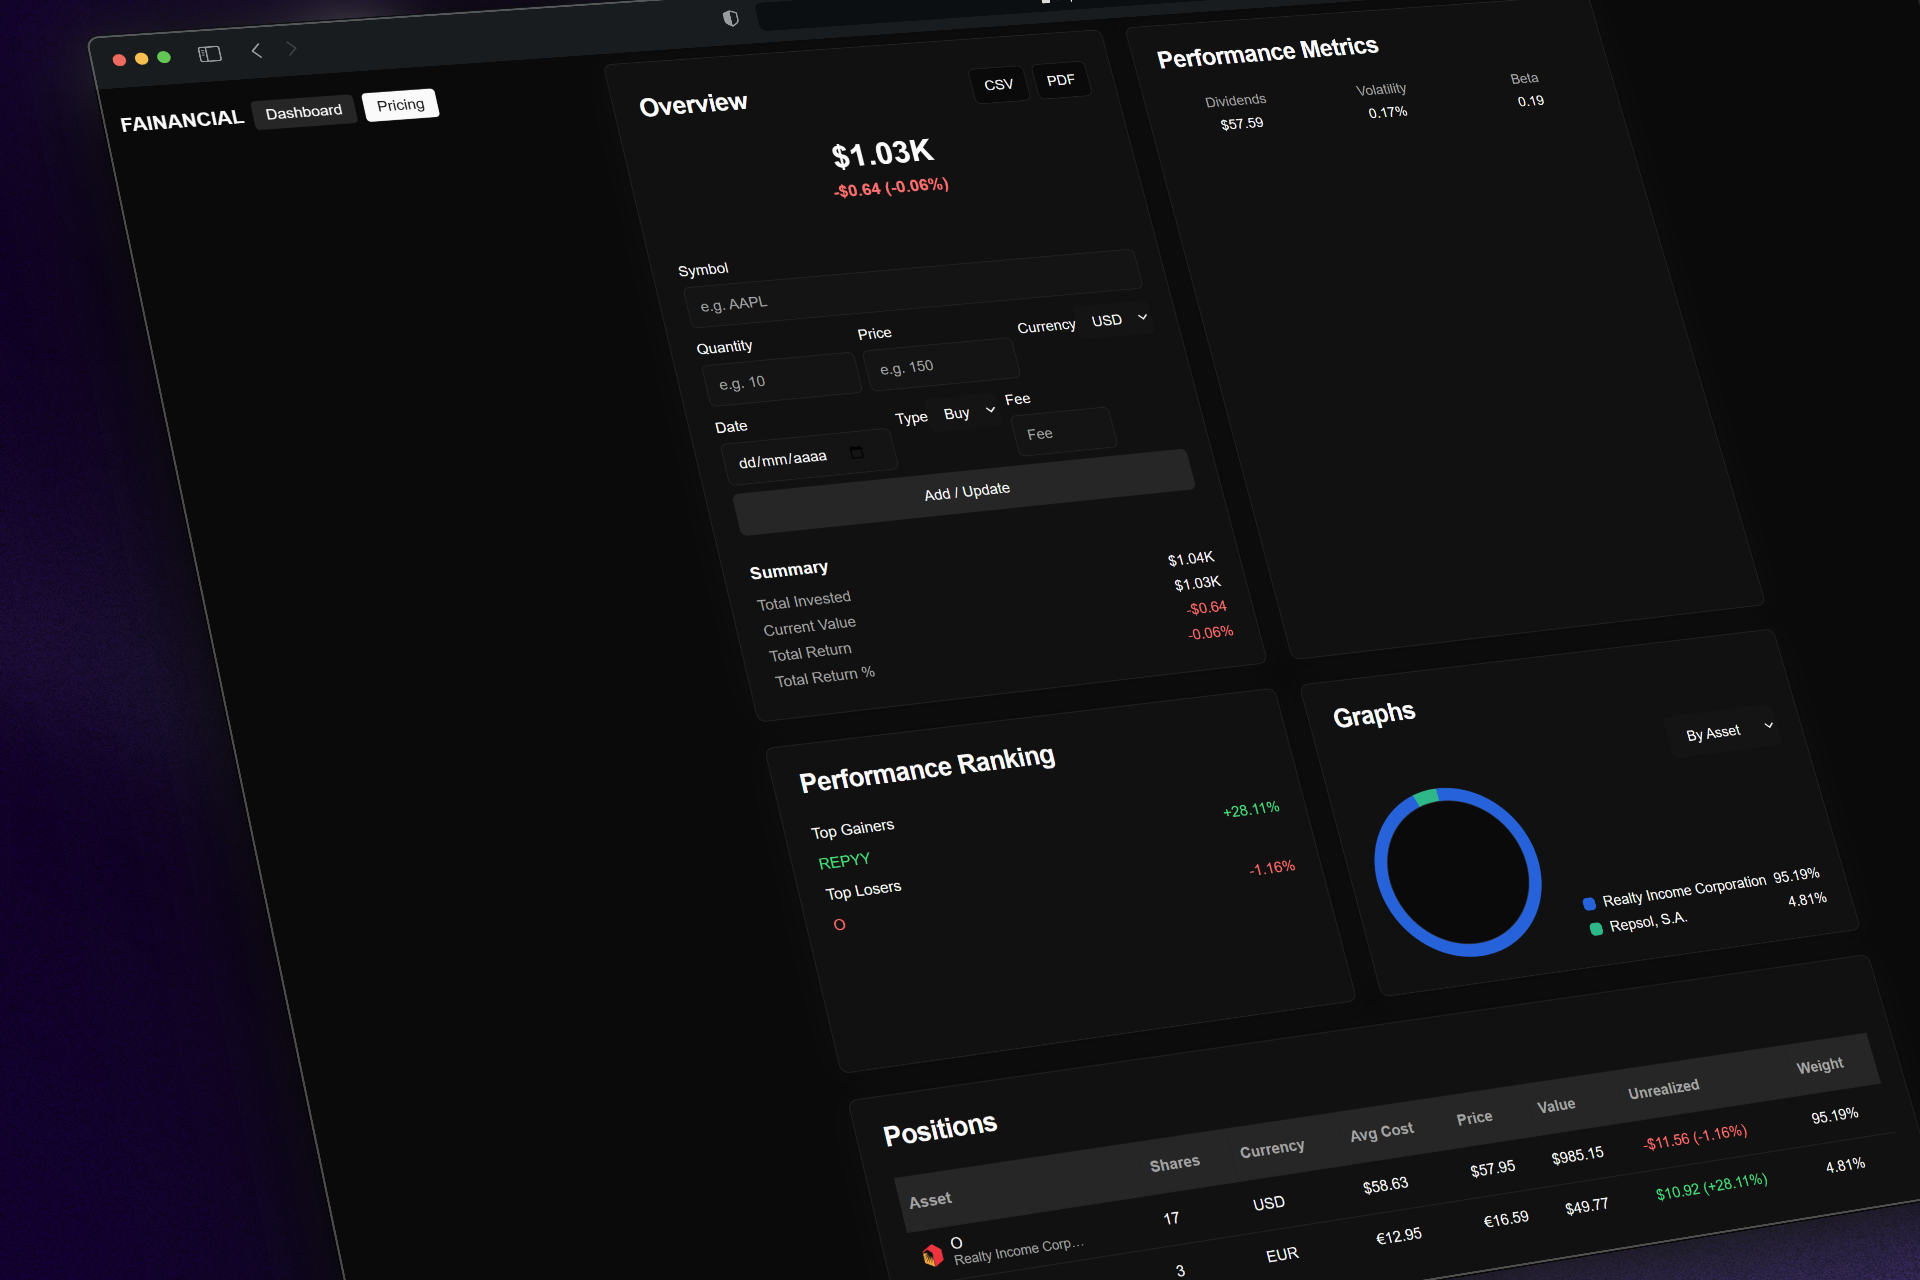 FAINANCIAL Dashboard Pricing
Overview
CSV PDF
$1.03K
-$0.64 (-0.06%)
Symbol
e.g. AAPL
Quantity Price Currency USD
e.g. 10 e.g. 150
Date Type Buy Fee
dd/mm/aaaa Fee
Add / Update
Summary
Total Invested $1.04K
Current Value $1.03K
Total Return -$0.64
Total Return % -0.06%
Performance Metrics
Dividends Volatility Beta
$57.59 0.17% 0.19
Performance Ranking
Top Gainers
REPYY +28.11%
Top Losers
O -1.16%
Graphs
By Asset
Realty Income Corporation 95.19%
Repsol, S.A. 4.81%
Positions
Asset Shares Currency Avg Cost Price Value Unrealized Weight
O 17 USD $58.63 $57.95 $985.15 -$11.56 (-1.16%) 95.19%
Realty Income Corp...
3 EUR €12.95 €16.59 $49.77 $10.92 (+28.11%) 4.81%